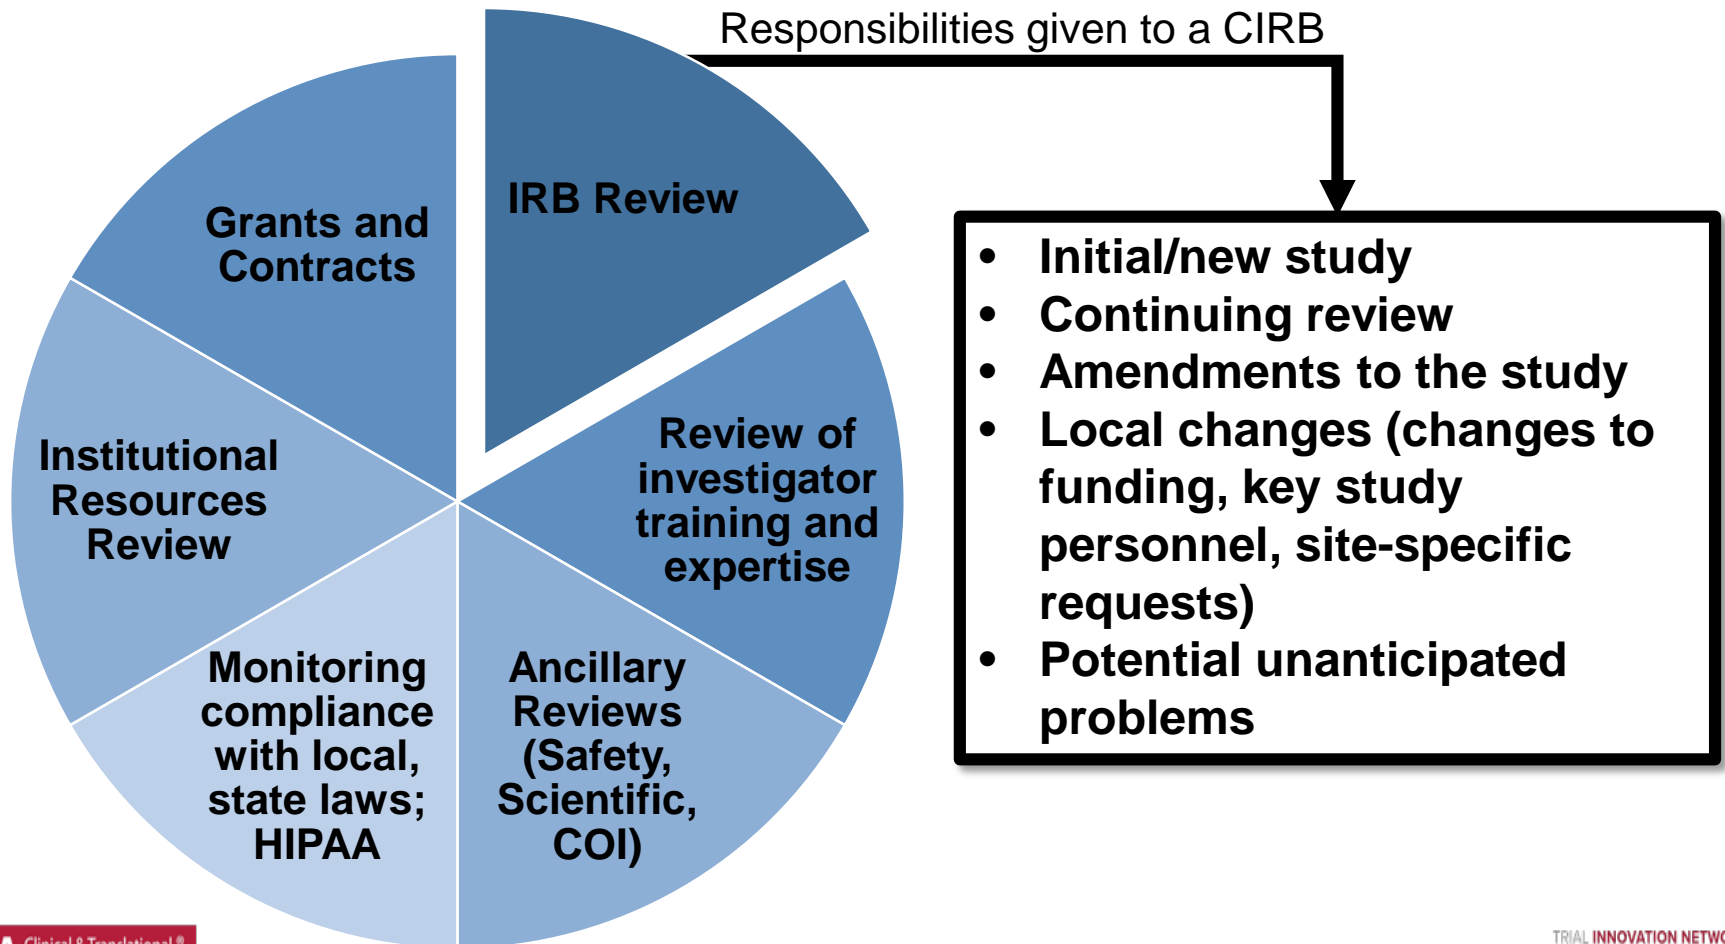 Responsibilities given to a CIRB
IRB Review
Grants and
Contracts
Review of
investigator
training and
expertise
Institutional
Resources
Review
Monitoring
compliance
with local,
state laws;
HIPAA
Ancillary
Reviews
(Safety,
Scientific,
COI)
• Initial/new study
• Continuing review
• Amendments to the study
• Local changes (changes to
funding, key study
personnel, site-specific
requests)
• Potential unanticipated
problems
Clinical & Translational®
TRIAL INNOVATION